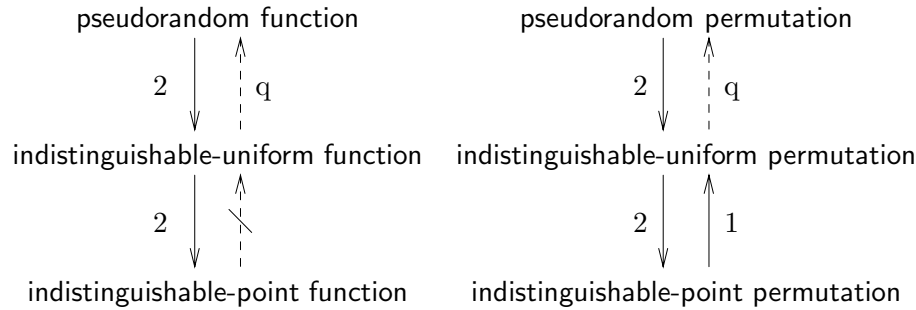 pseudorandom function
2 q
indistinguishable-uniform function
2
indistinguishable-point function
pseudorandom permutation
2 q
indistinguishable-uniform permutation
2 1
indistinguishable-point permutation